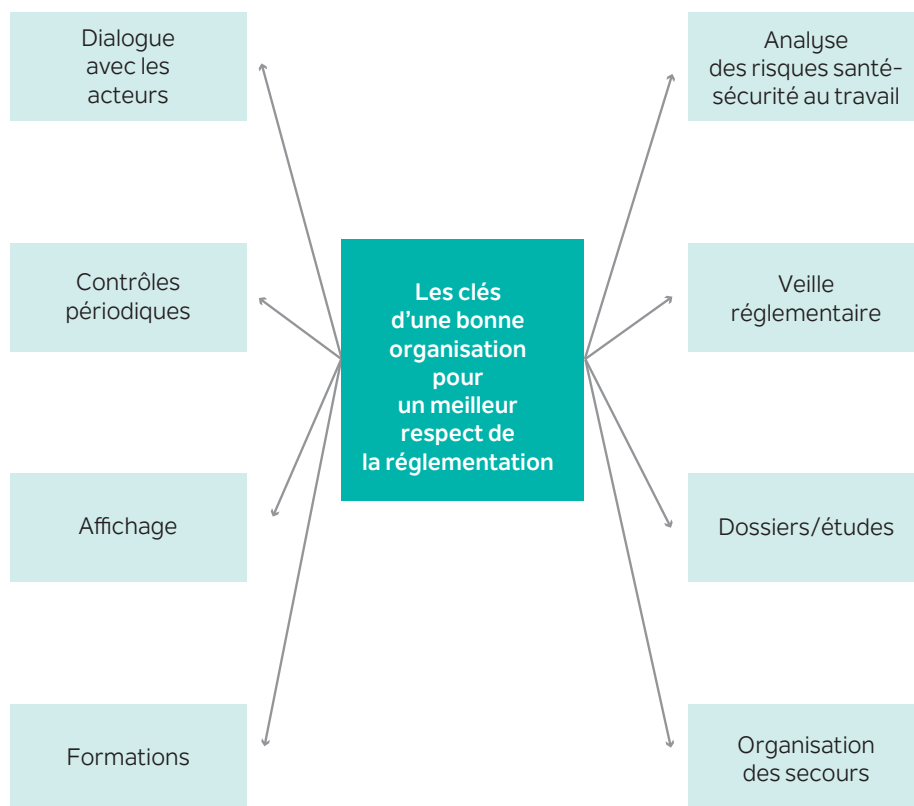 Dialogue
avec les
acteurs
Analyse
des risques santé-
sécurité au travail
Contrôles
périodiques
Les clés
d'une bonne
organisation
pour
un meilleur
respect de
la réglementation
Veille
réglementaire
Affichage
Dossiers/études
Formations
Organisation
des secours